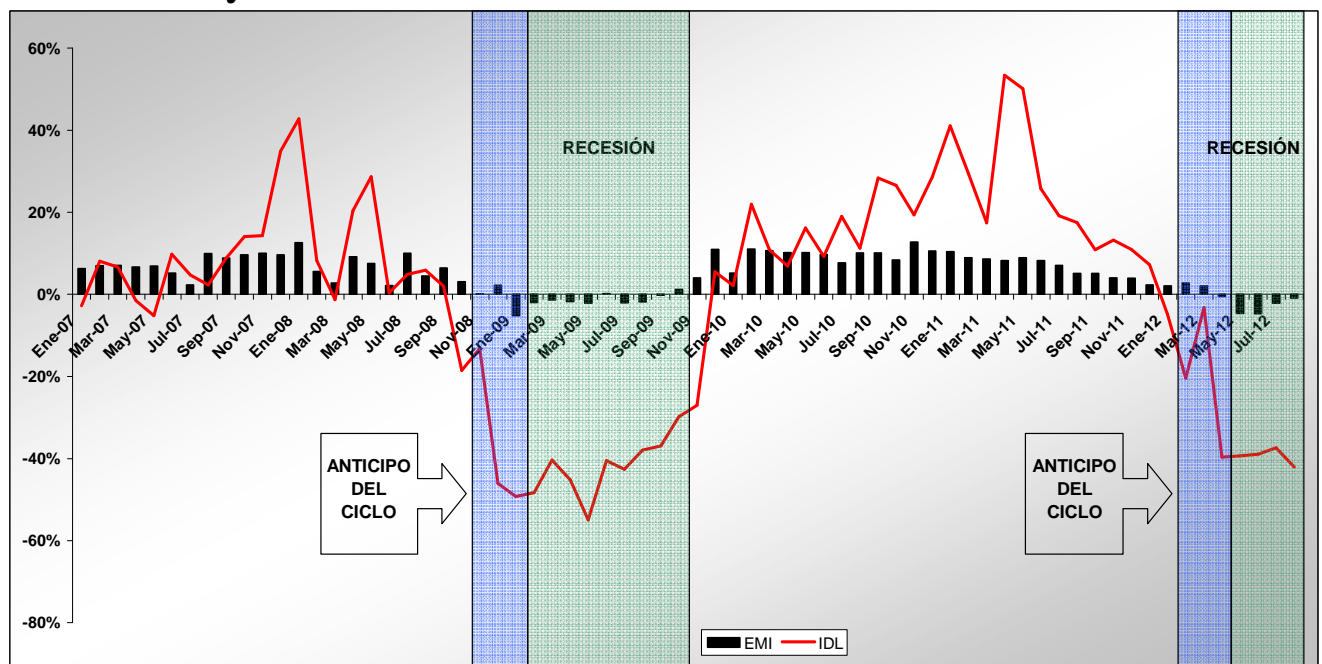 60%
40%
20%
0%
-20%
-40%
-60%
-80%
RECESIÓN
RECESIÓN
Ene-07
Mar-07
May-07
Jul-07
Sep-07
Nov-07
Ene-08
Mar-08
May-08
Jul-08
Sep-08
Nov-08
Ene-09
Mar-09
May-09
Jul-09
Sep-09
Nov-09
Ene-10
Mar-10
May-10
Jul-10
Sep-10
Nov-10
Ene-11
Mar-11
May-11
Jul-11
Sep-11
Nov-11
Ene-12
Mar-12
May-12
Jul-12
ANTICIPO
DEL
CICLO
ANTICIPO
DEL
CICLO
EMI
IDL